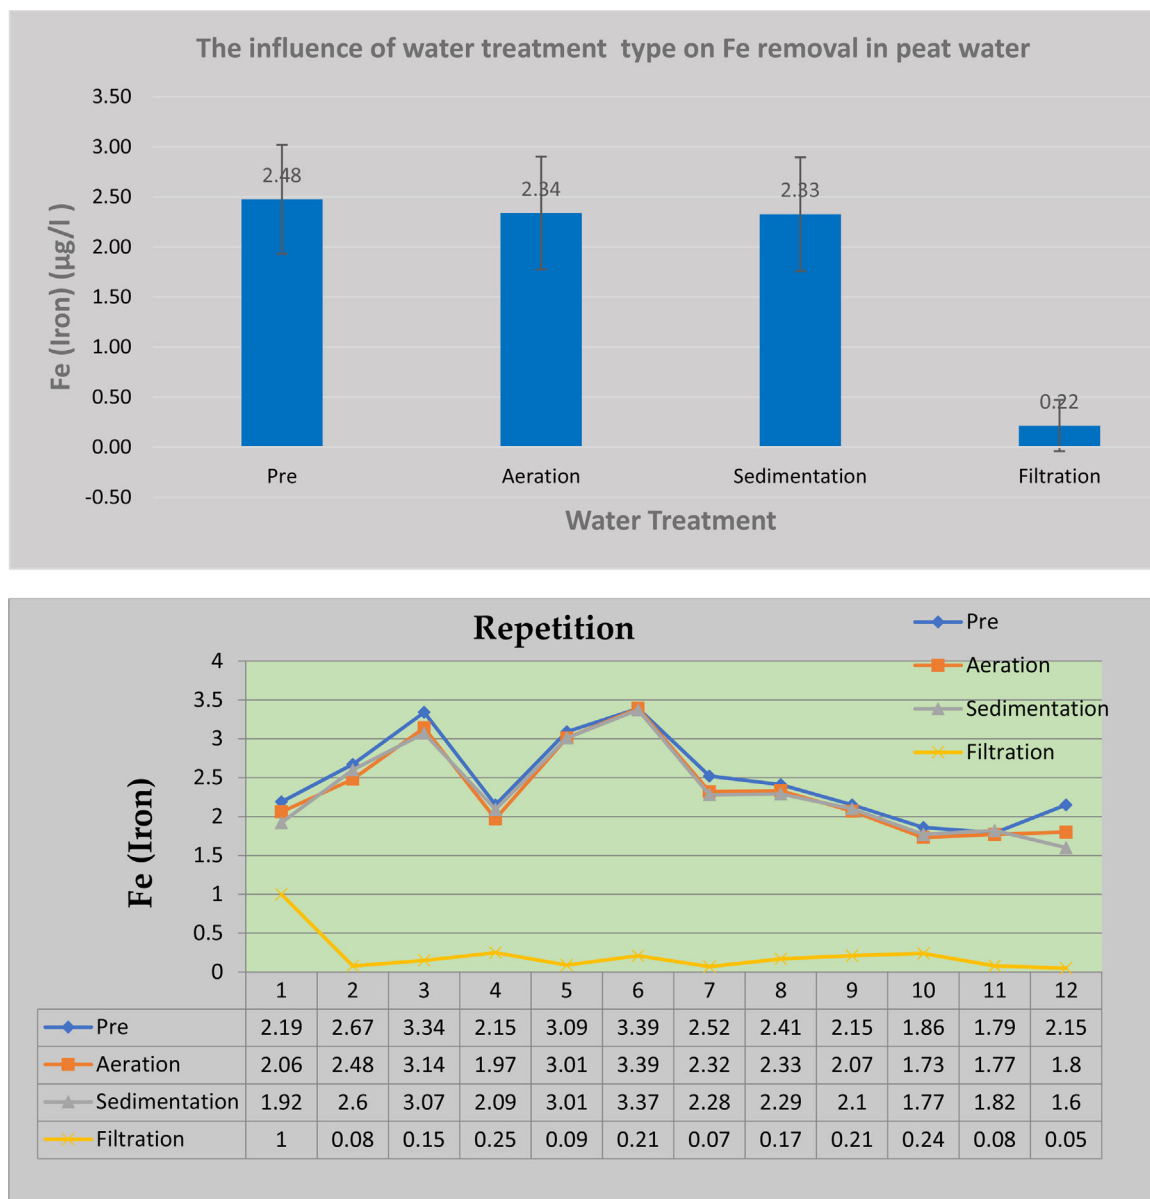 The influence of water treatment  type on Fe removal in peat water
3.50
3.00
2.50
2.00
1.50
1.00
0.50
0.00
-0.50
Fe (Iron) (µg/l )
2.48
2.34
2.33
0.22
Pre Aeration Sedimentation Filtration
Water Treatment
Repetition
Pre
Aeration
Sedimentation
Filtration
4
3.5
3
2.5
2
1.5
1
0.5
0
Fe (Iron)
1 2 3 4 5 6 7 8 9 10 11 12
Pre 2.19 2.67 3.34 2.15 3.09 3.39 2.52 2.41 2.15 1.86 1.79 2.15
Aeration 2.06 2.48 3.14 1.97 3.01 3.39 2.32 2.33 2.07 1.73 1.77 1.8
Sedimentation 1.92 2.6 3.07 2.09 3.01 3.37 2.28 2.29 2.1 1.77 1.82 1.6
Filtration 1 0.08 0.15 0.25 0.09 0.21 0.07 0.17 0.21 0.24 0.08 0.05